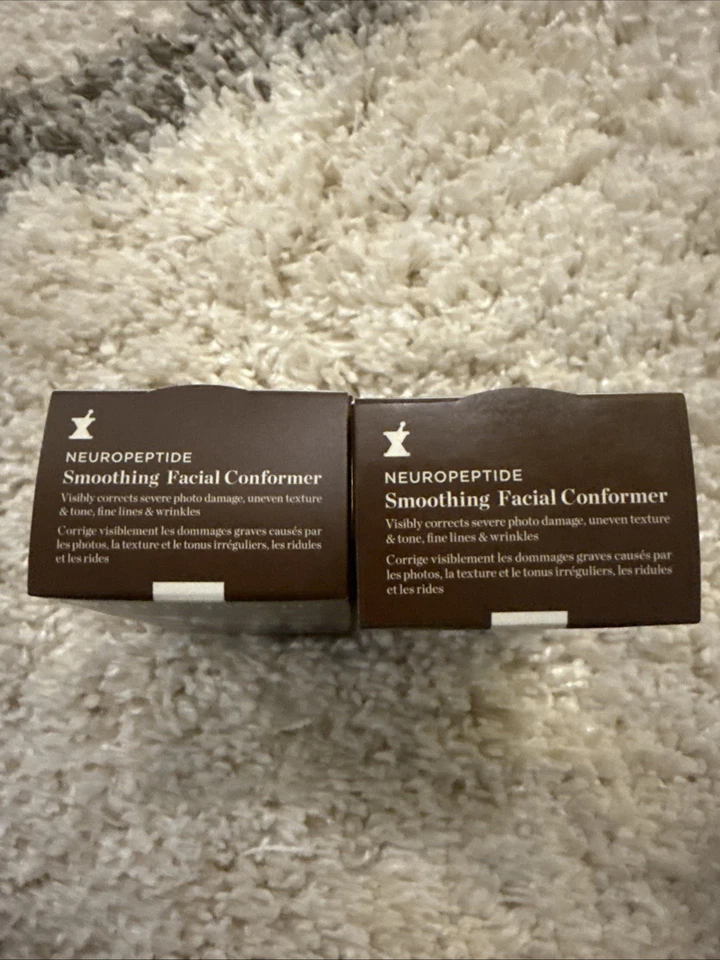 NEUROPEPTIDE
Smoothing Facial Conformer
Visibly corrects severe photo damage, uneven texture
& tone, fine lines & wrinkles
Corrige visiblement les dommages graves causés par
les photos, la texture et le tonus irréguliers, les ridules
et les rides
NEUROPEPTIDE
Smoothing Facial Conformer
Visibly corrects severe photo damage, uneven texture
& tone, fine lines & wrinkles
Corrige visiblement les dommages graves causés par
les photos, la texture et le tonus irréguliers, les ridules
et les rides